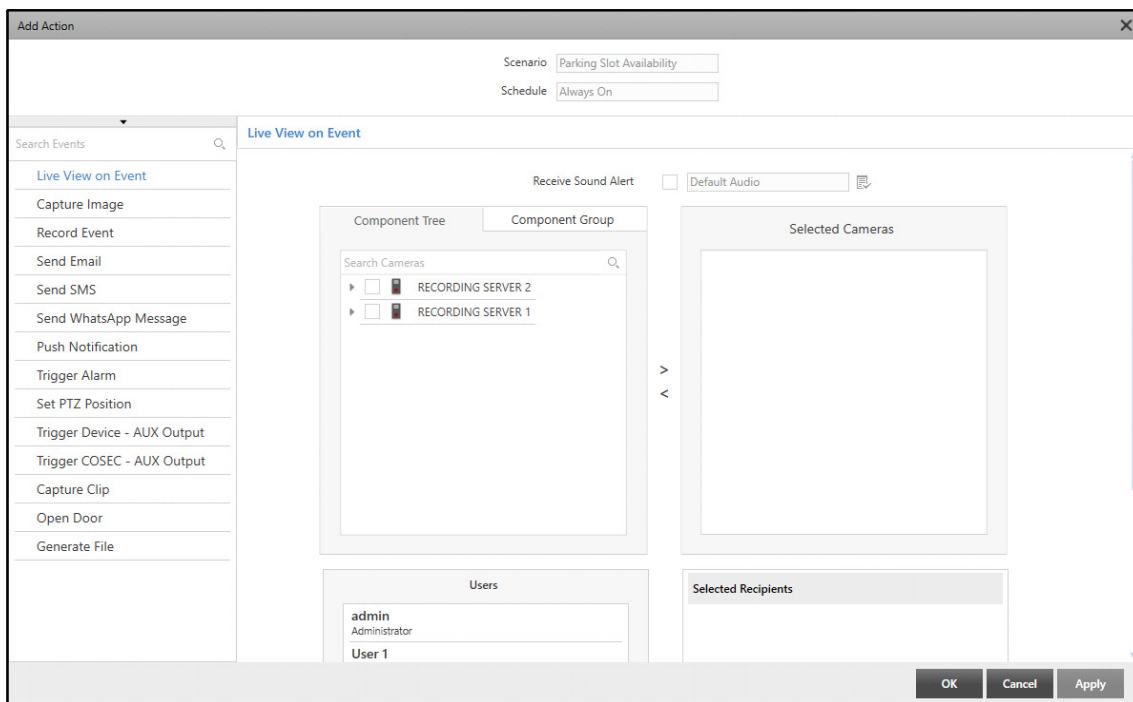 Add Action
Scenario Parking Slot Availability
Schedule Always On
Search Events
Live View on Event
Capture Image
Record Event
Send Email
Send SMS
Send WhatsApp Message
Push Notification
Trigger Alarm
Set PTZ Position
Trigger Device - AUX Output
Trigger COSEC - AUX Output
Capture Clip
Open Door
Generate File
Live View on Event
Receive Sound Alert Default Audio
Component Tree Component Group
Search Cameras
RECORDING SERVER 2
RECORDING SERVER 1
>
<
Selected Cameras
Users
admin
Administrator
User 1
Selected Recipients
OK Cancel Apply